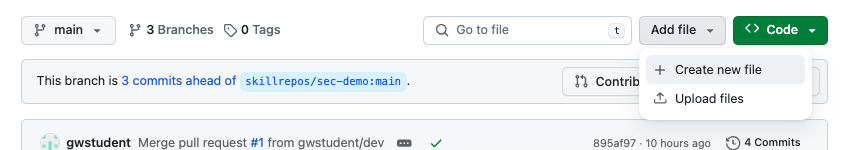 main 3 Branches 0 Tags Go to file t Add file Code
Create new file
This branch is 3 commits ahead of skillrepos/sec-demo:main. Contrib
Upload files
gwstudent Merge pull request #1 from gwstudent/dev 895af97 · 10 hours ago 4 Commits